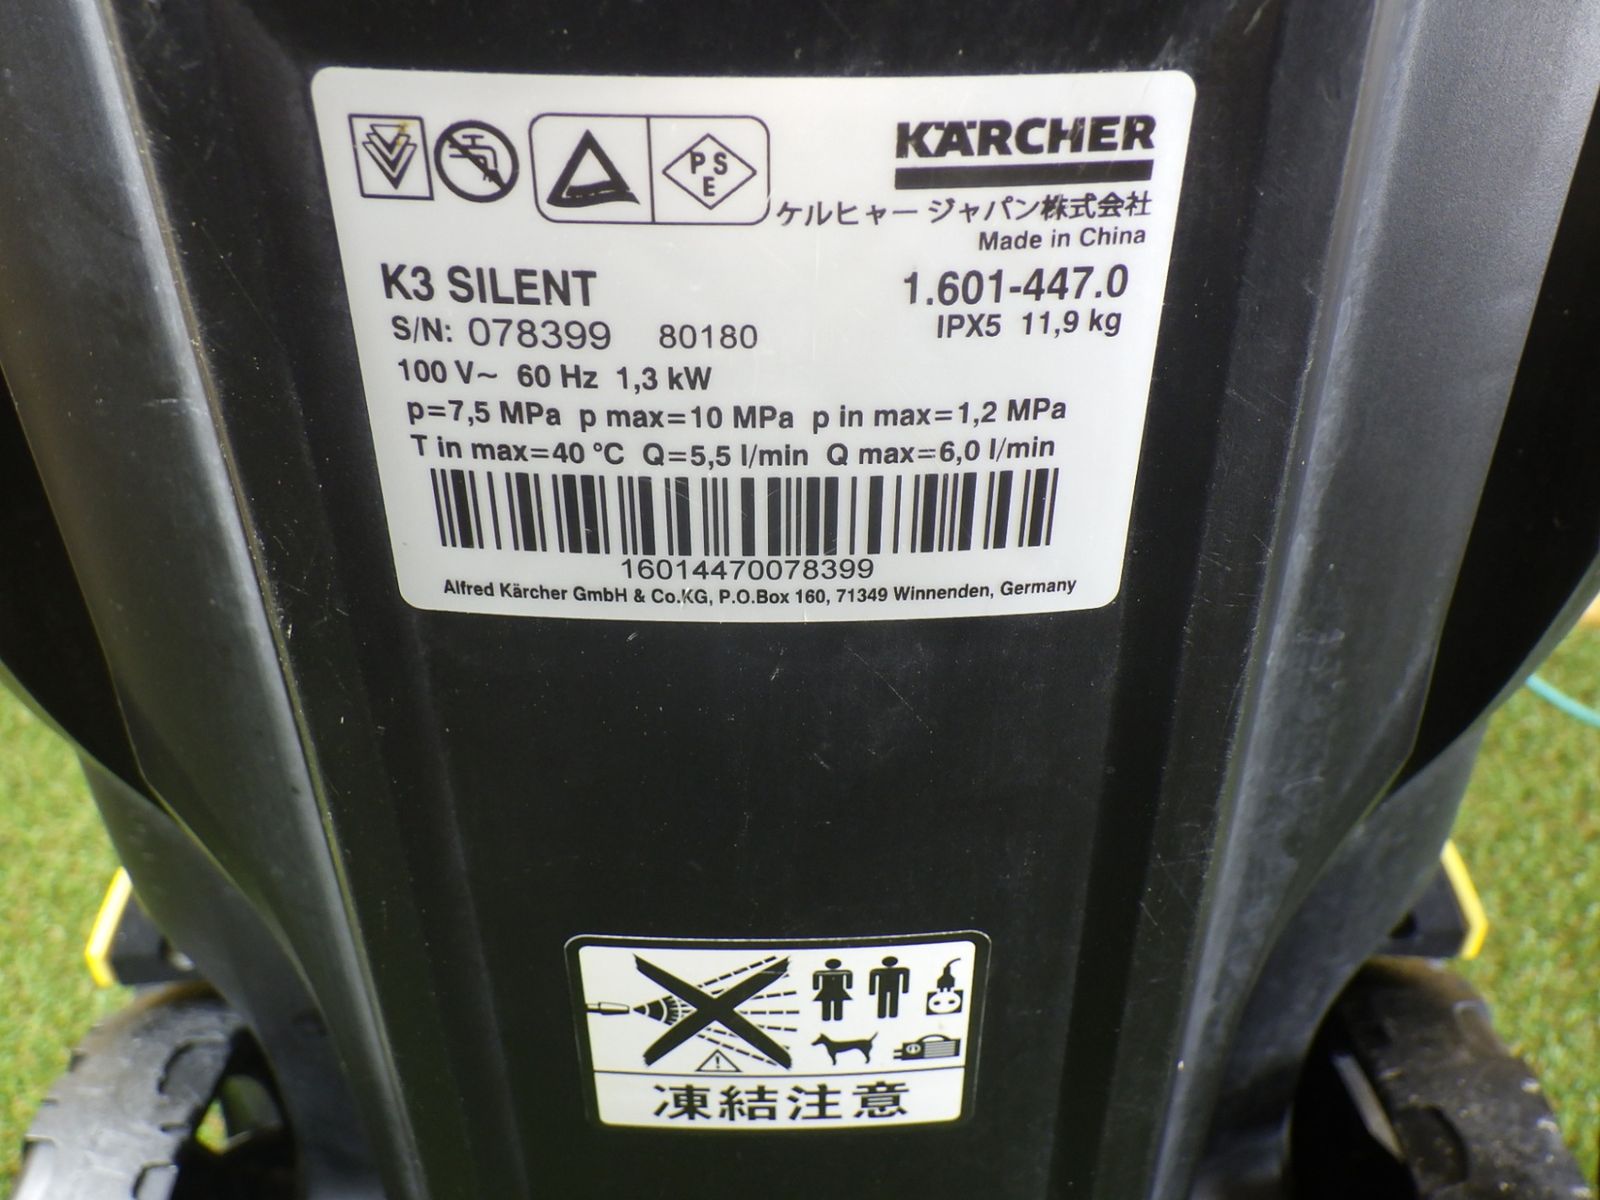 PSE
KÄRCHER
ケルヒャー ジャパン株式会社
Made in China
K3 SILENT 1.601-447.0
S/N: 078399 80180 IPX5 11,9 kg
100 V~ 60 Hz 1,3 kW
p=7,5 MPa p max=10 MPa p in max=1,2 MPa
T in max=40 °C Q=5,5 l/min Q max=6,0 l/min
16014470078399
Alfred Kärcher GmbH & Co.KG, P.O.Box 160, 71349 Winnenden, Germany
凍結注意